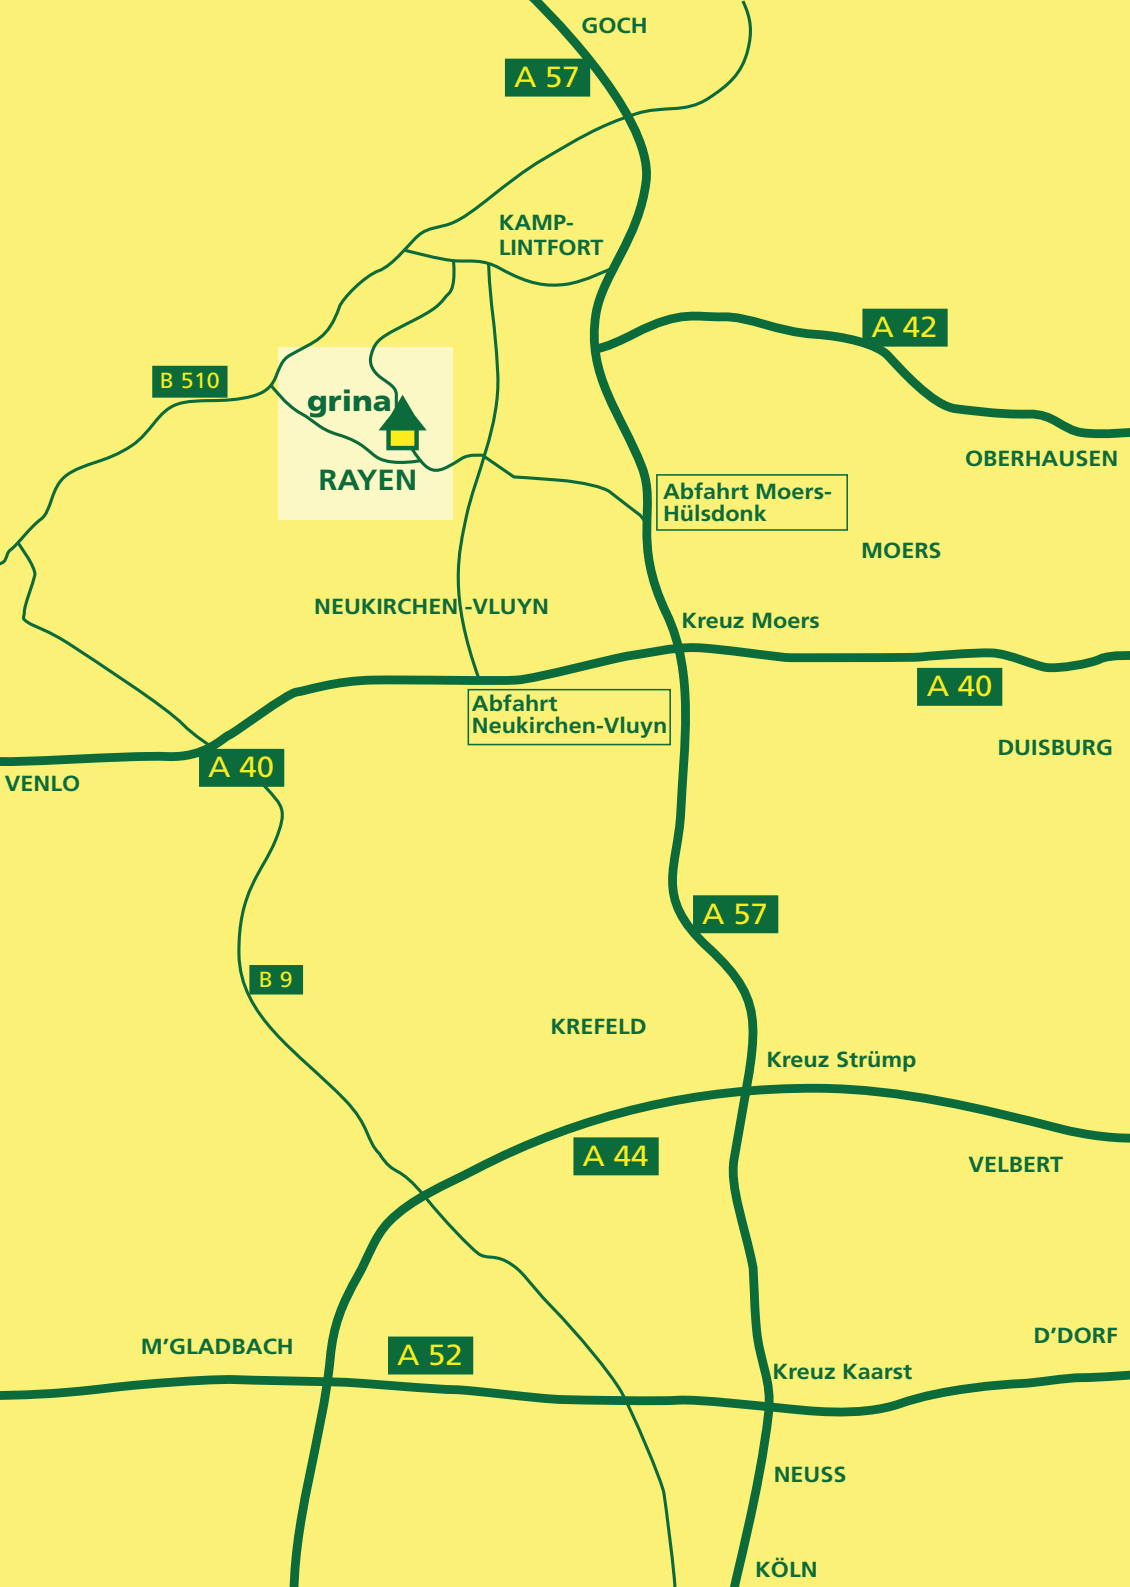 GOCH
A 57
KAMP-
LINTFORT
A 42
B 510
grina
OBERHAUSEN
RAYEN
Abfahrt Moers-
Hülsdonk
MOERS
NEUKIRCHEN-VLUYN
Kreuz Moers
A 40
Abfahrt
Neukirchen-Vluyn
DUISBURG
A 40
VENLO
A 57
B 9
KREFELD
Kreuz Strümp
A 44
VELBERT
D’DORF
M’GLADBACH
A 52
Kreuz Kaarst
NEUSS
KÖLN